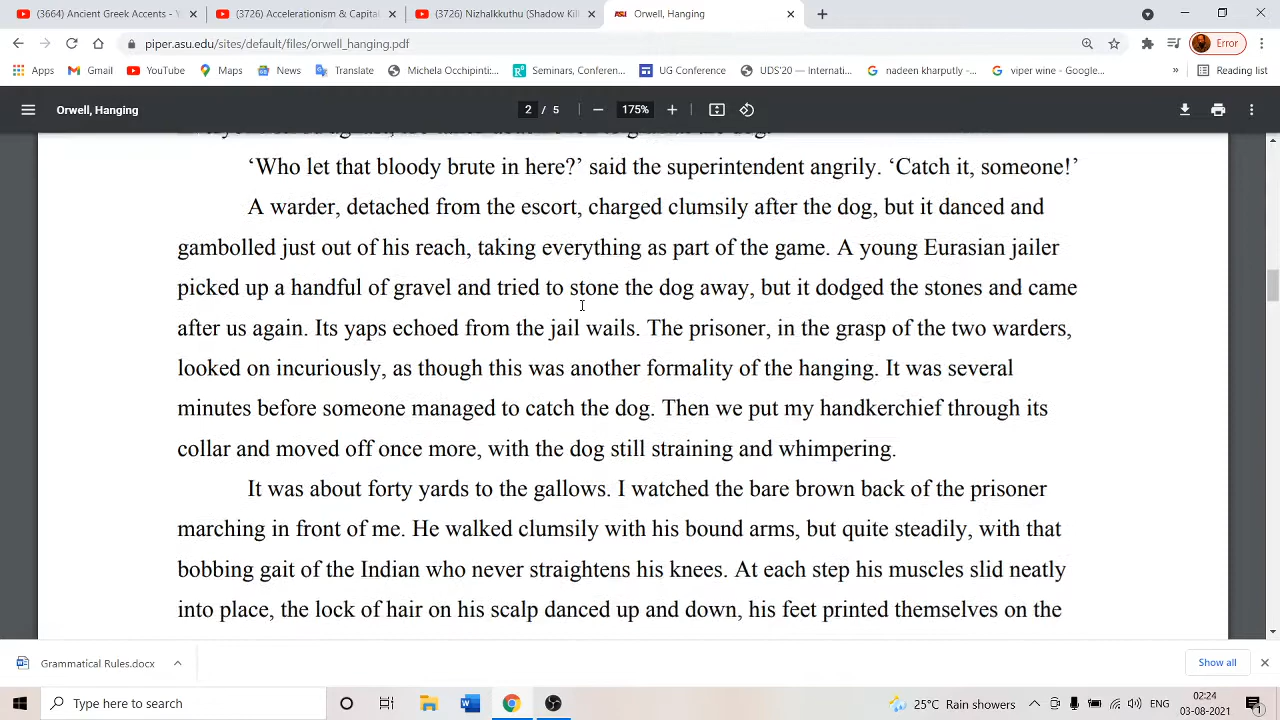 (3664) Ancient Greek Accents - Y
(3726) Accelerationism & Capital
(3726) Nizhalkkuthu (Shadow Kil
Orwell, Hanging
piper.asu.edu/sites/default/files/orwell_hanging.pdf
Error
Apps
Gmail
YouTube
Maps
News
Translate
Michela Occhipinti:...
Seminars, Conferen...
UG Conference
UDS'20 — Internati...
nadeen kharputly -...
viper wine - Google...
»
Reading list
Orwell, Hanging
2 / 5
175%
‘Who let that bloody brute in here?’ said the superintendent angrily. ‘Catch it, someone!’
A warder, detached from the escort, charged clumsily after the dog, but it danced and
gambolled just out of his reach, taking everything as part of the game. A young Eurasian jailer
picked up a handful of gravel and tried to stone the dog away, but it dodged the stones and came
after us again. Its yaps echoed from the jail wails. The prisoner, in the grasp of the two warders,
looked on incuriously, as though this was another formality of the hanging. It was several
minutes before someone managed to catch the dog. Then we put my handkerchief through its
collar and moved off once more, with the dog still straining and whimpering.
It was about forty yards to the gallows. I watched the bare brown back of the prisoner
marching in front of me. He walked clumsily with his bound arms, but quite steadily, with that
bobbing gait of the Indian who never straightens his knees. At each step his muscles slid neatly
into place, the lock of hair on his scalp danced up and down, his feet printed themselves on the
Grammatical Rules.docx
Show all
Type here to search
25°C Rain showers
ENG
02:24
03-08-2021
1